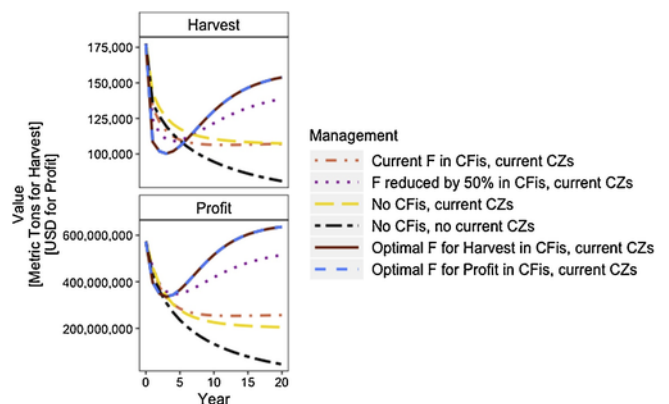 Harvest
175,000
150,000
125,000
100,000
Profit
600,000,000
400,000,000
200,000,000
0
5
10
15
20
Year
Value
[Metric Tons for Harvest]
[USD for Profit]
Management
Current F in CFis, current CZs
F reduced by 50% in CFis, current CZs
No CFis, current CZs
No CFis, no current CZs
Optimal F for Harvest in CFis, current CZs
Optimal F for Profit in CFis, current CZs